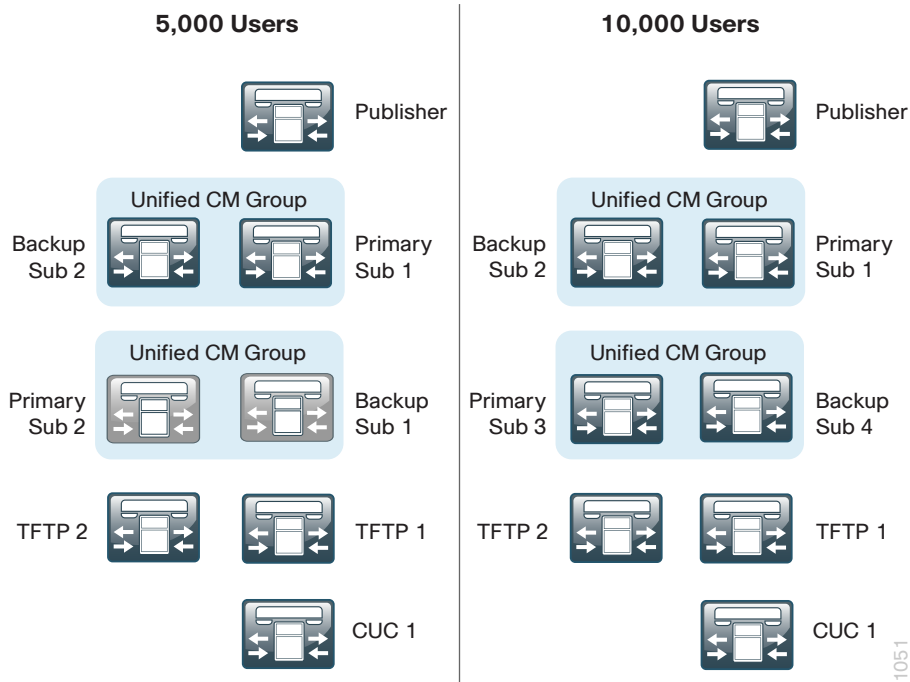 5,000 Users
Publisher
Unified CM Group
Backup
Sub 2
Primary
Sub 1
Unified CM Group
Primary
Sub 2
Backup
Sub 1
TFTP 2
TFTP 1
CUC 1
10,000 Users
Publisher
Unified CM Group
Backup
Sub 2
Primary
Sub 1
Unified CM Group
Primary
Sub 3
Backup
Sub 4
TFTP 2
TFTP 1
CUC 1
1051